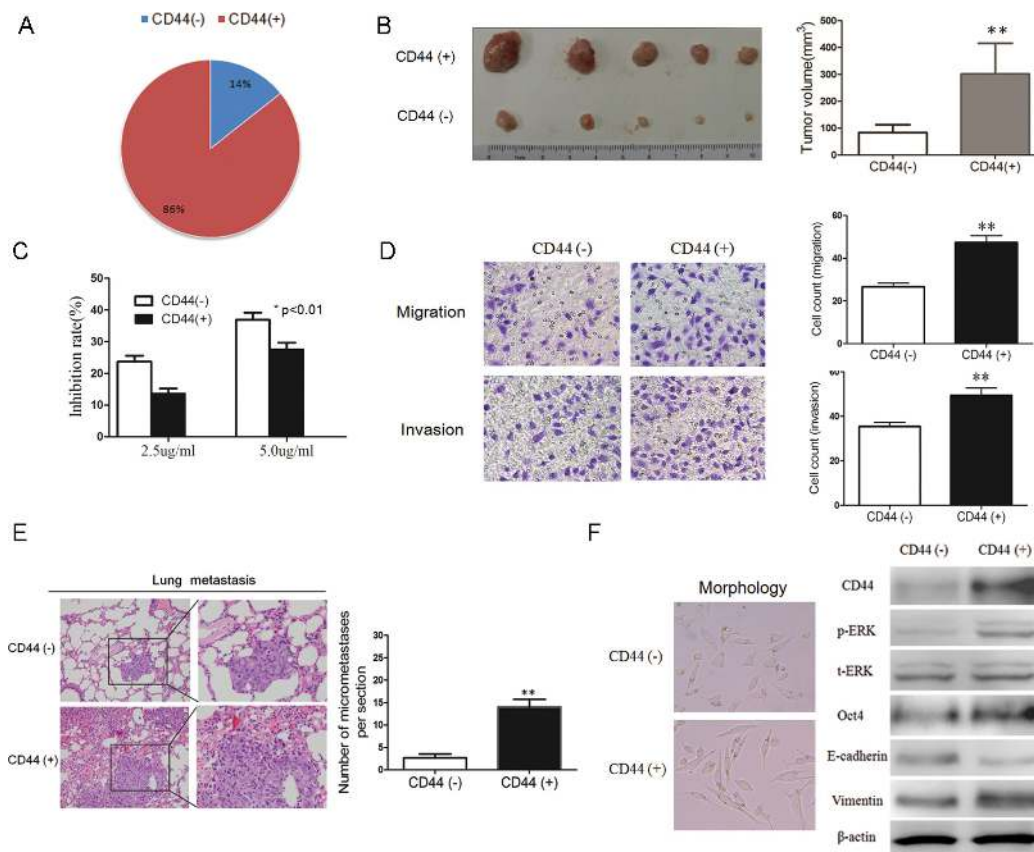 A
CD44(-) CD44(+)
14%
86%
B
CD44 (+)
CD44 (-)
Tumor volume(mm³)
500
400
300
200
100
0
**
CD44(-) CD44(+)
C
Inhibition rate(%)
50
40
30
20
10
0
CD44(-)
CD44(+)
* p<0.01
2.5ug/ml 5.0ug/ml
D
CD44 (-) CD44 (+)
Migration
Invasion
Cell count (migration)
60
40
20
0
**
CD44 (-) CD44 (+)
Cell count (invasion)
60
40
20
0
**
CD44 (-) CD44 (+)
E
Lung metastasis
CD44 (-)
CD44 (+)
Number of micrometastases
per section
30
25
20
15
10
5
0
**
CD44 (-) CD44 (+)
F
Morphology
CD44 (-)
CD44 (+)
CD44 (-) CD44 (+)
CD44
p-ERK
t-ERK
Oct4
E-cadherin
Vimentin
β-actin